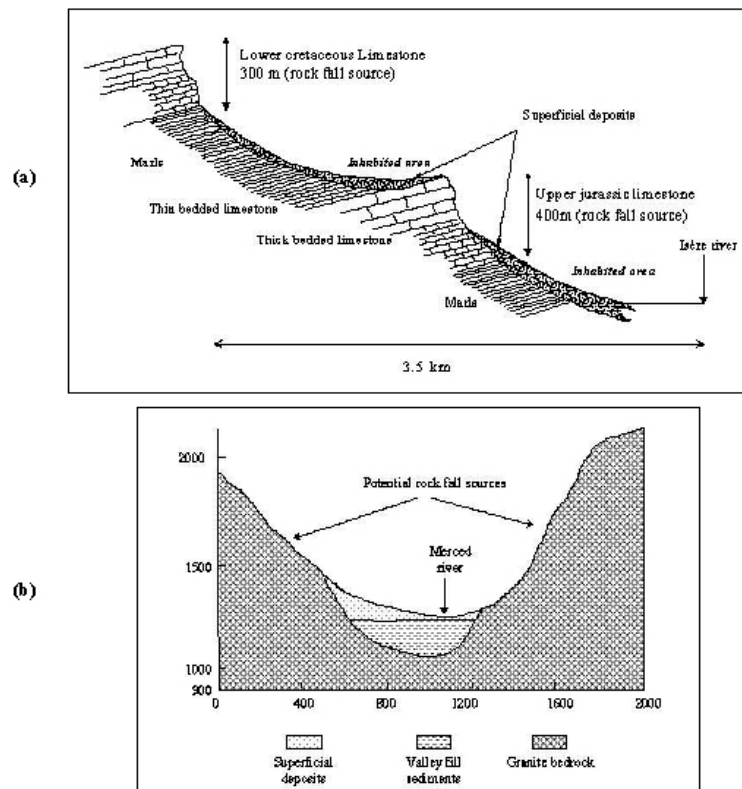 (a)
Lower cretaceous Limestone
300 m (rock fall source)
Superficial deposits
Marls
Inhabited area
Thin bedded limestone
Upper jurassic limestone
400m (rock fall source)
Thick bedded limestone
Isère river
Inhabited area
Marls
3.5 km
(b)
2000
Potential rock fall sources
Merced
river
1500
1000
900
0 400 800 1200 1600 2000
Superficial
deposits
Valley fill
sediments
Granite bedrock